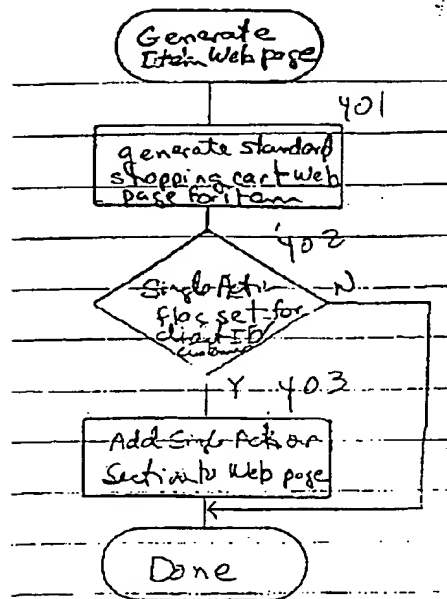 Generate
Item Web page
401
generate standard
shopping cart Web
page for item
402
Single Action
flag set for
client ID
customer
N
Y
403
Add Single Action
Section to Web page
Done